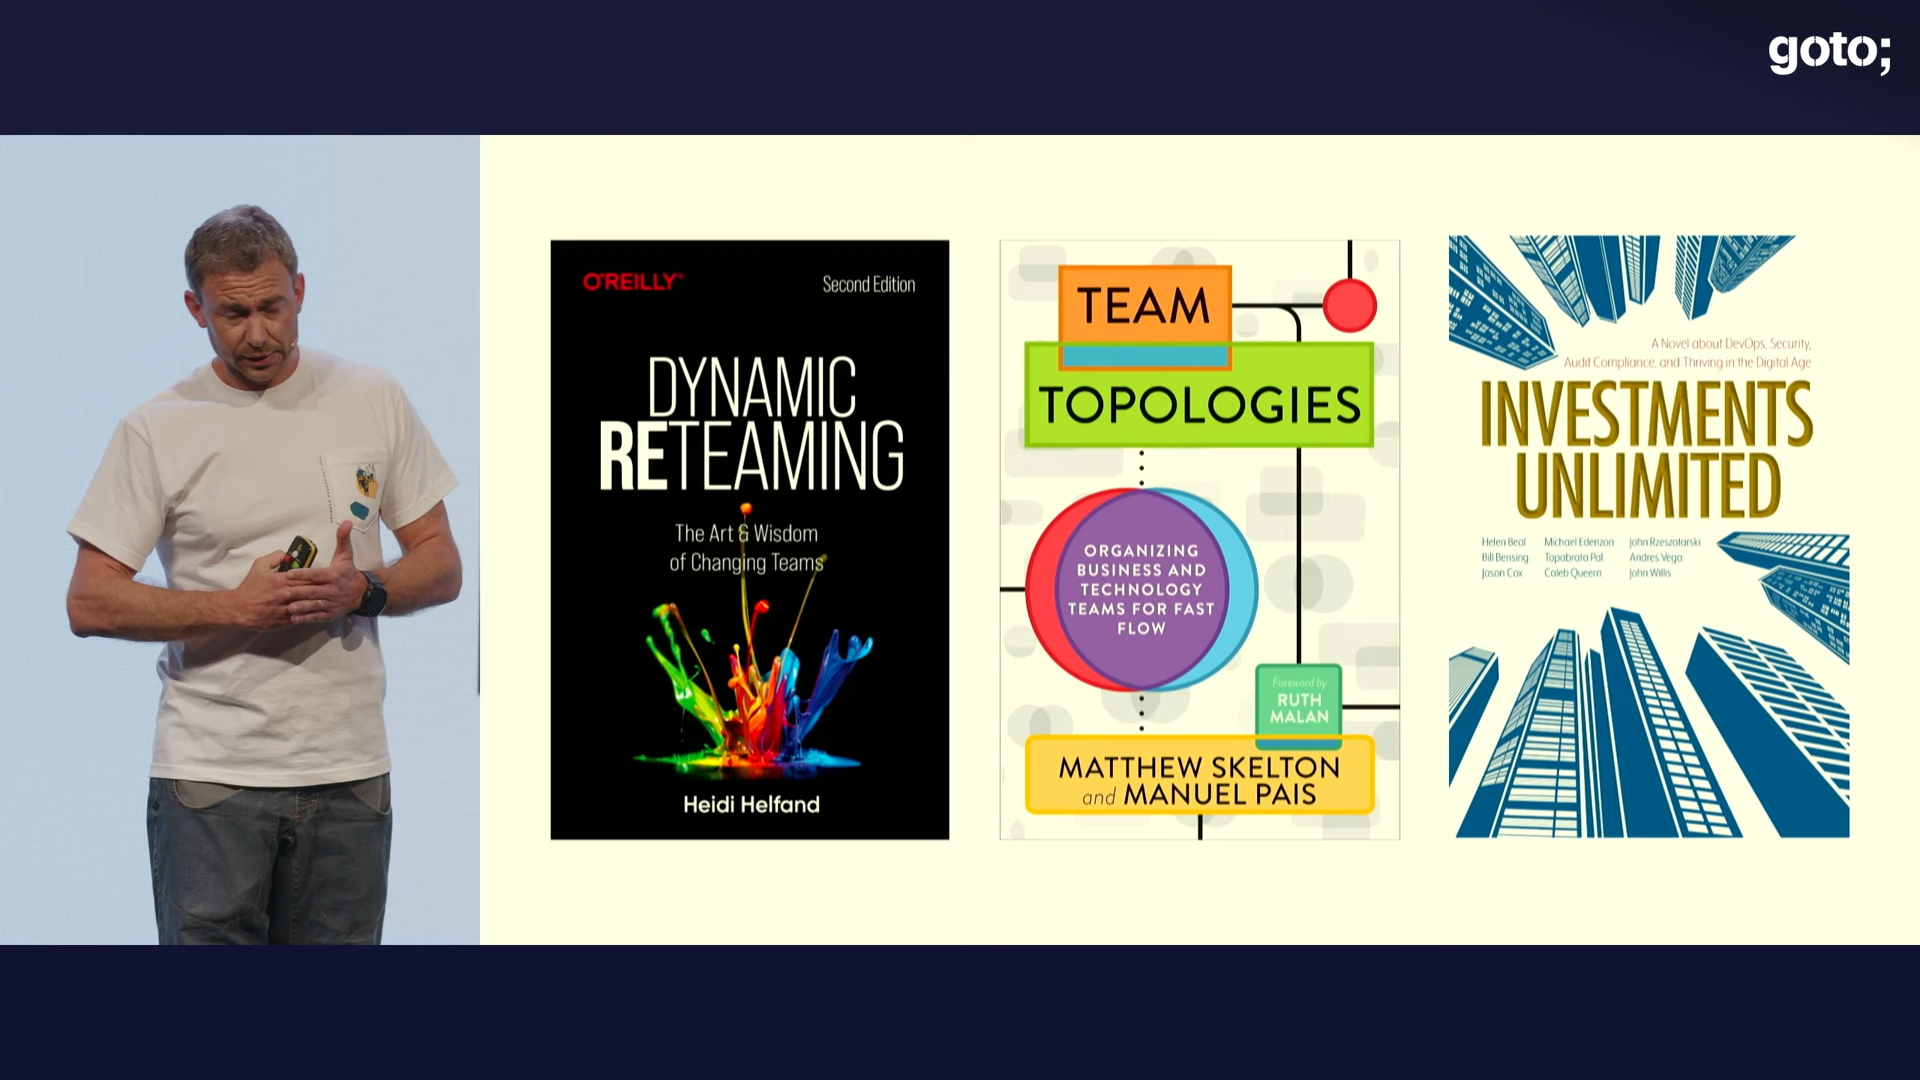 goto;
O'REILLY
Second Edition
DYNAMIC
RETEAMING
The Art & Wisdom
of Changing Teams
Heidi Helfand
TEAM
TOPOLOGIES
ORGANIZING
BUSINESS AND
TECHNOLOGY
TEAMS FOR FAST
FLOW
Foreword by
RUTH
MALAN
MATTHEW SKELTON
and MANUEL PAIS
A Novel about DevOps, Security,
Audit Compliance, and Thriving in the Digital Age
INVESTMENTS
UNLIMITED
Helen Beal Michael Edenzon John Rzeszotarski
Bill Bensing Topabrata Pal Andres Vega
Jason Cox Caleb Queern John Willis